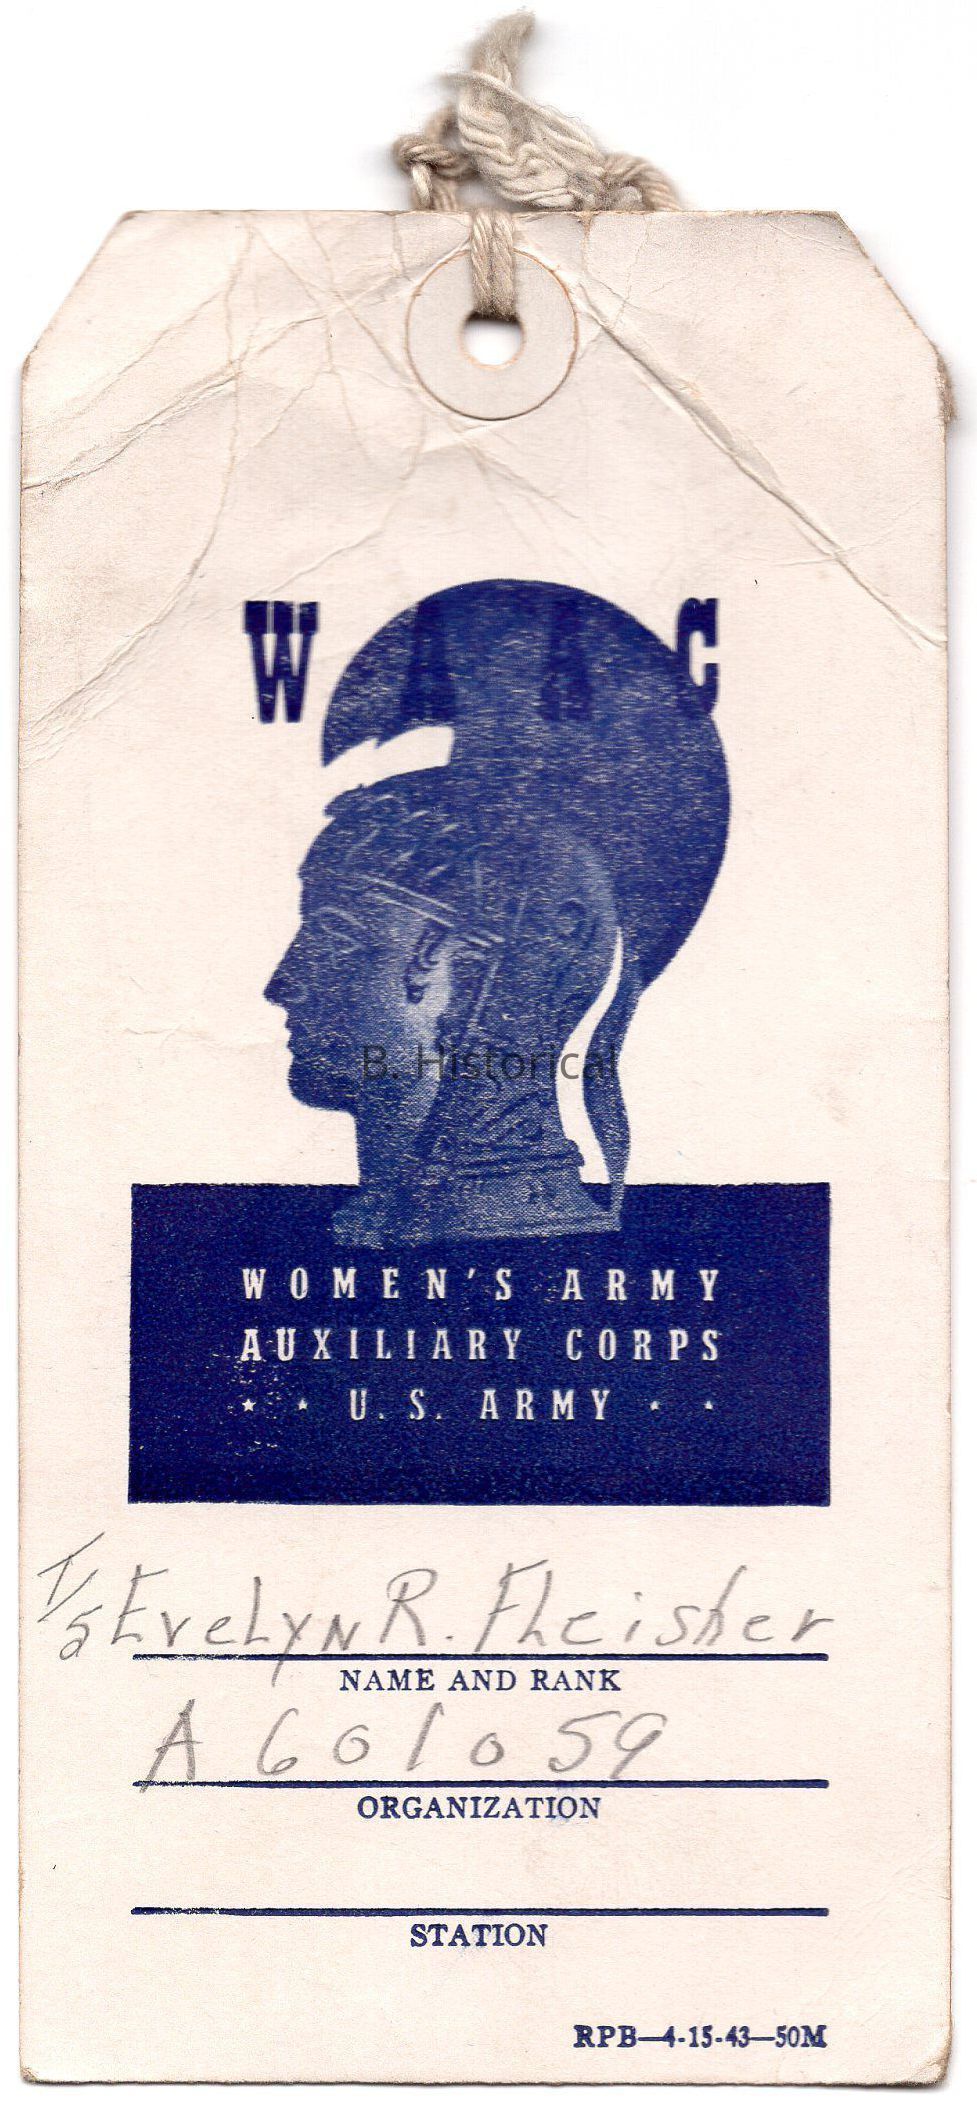 WAAC
B. Historical
WOMEN'S ARMY
AUXILIARY CORPS
* * U. S. ARMY * *
T/5 Evelyn R. Fleisher
NAME AND RANK
A601059
ORGANIZATION
STATION
RPB—4-15-43—50M